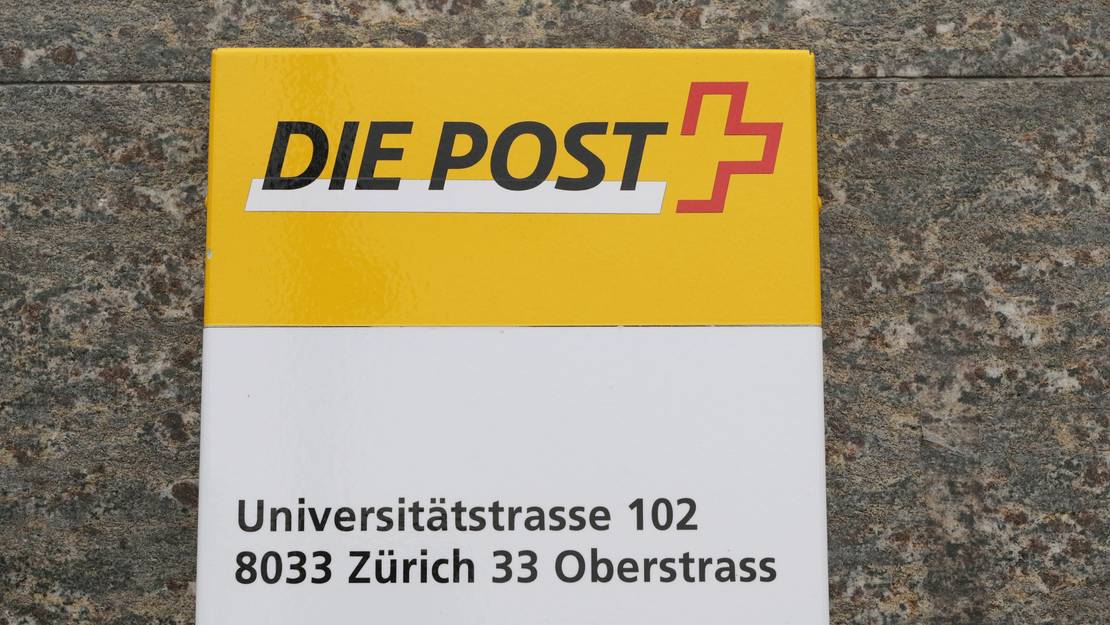 DIE POST
Universitätstrasse 102
8033 Zürich 33 Oberstrass